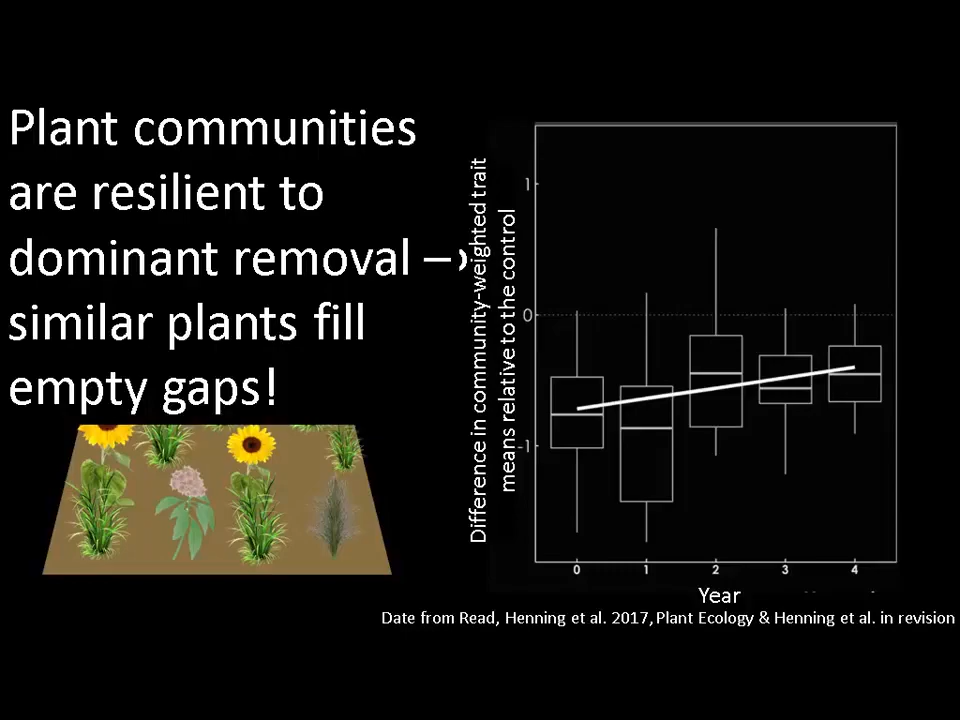 Plant communities
are resilient to
dominant removal –
similar plants fill
empty gaps!
Difference in community-weighted trait
means relative to the control
1
0
-1
0 1 2 3 4
Year
Date from Read, Henning et al. 2017, Plant Ecology & Henning et al. in revision